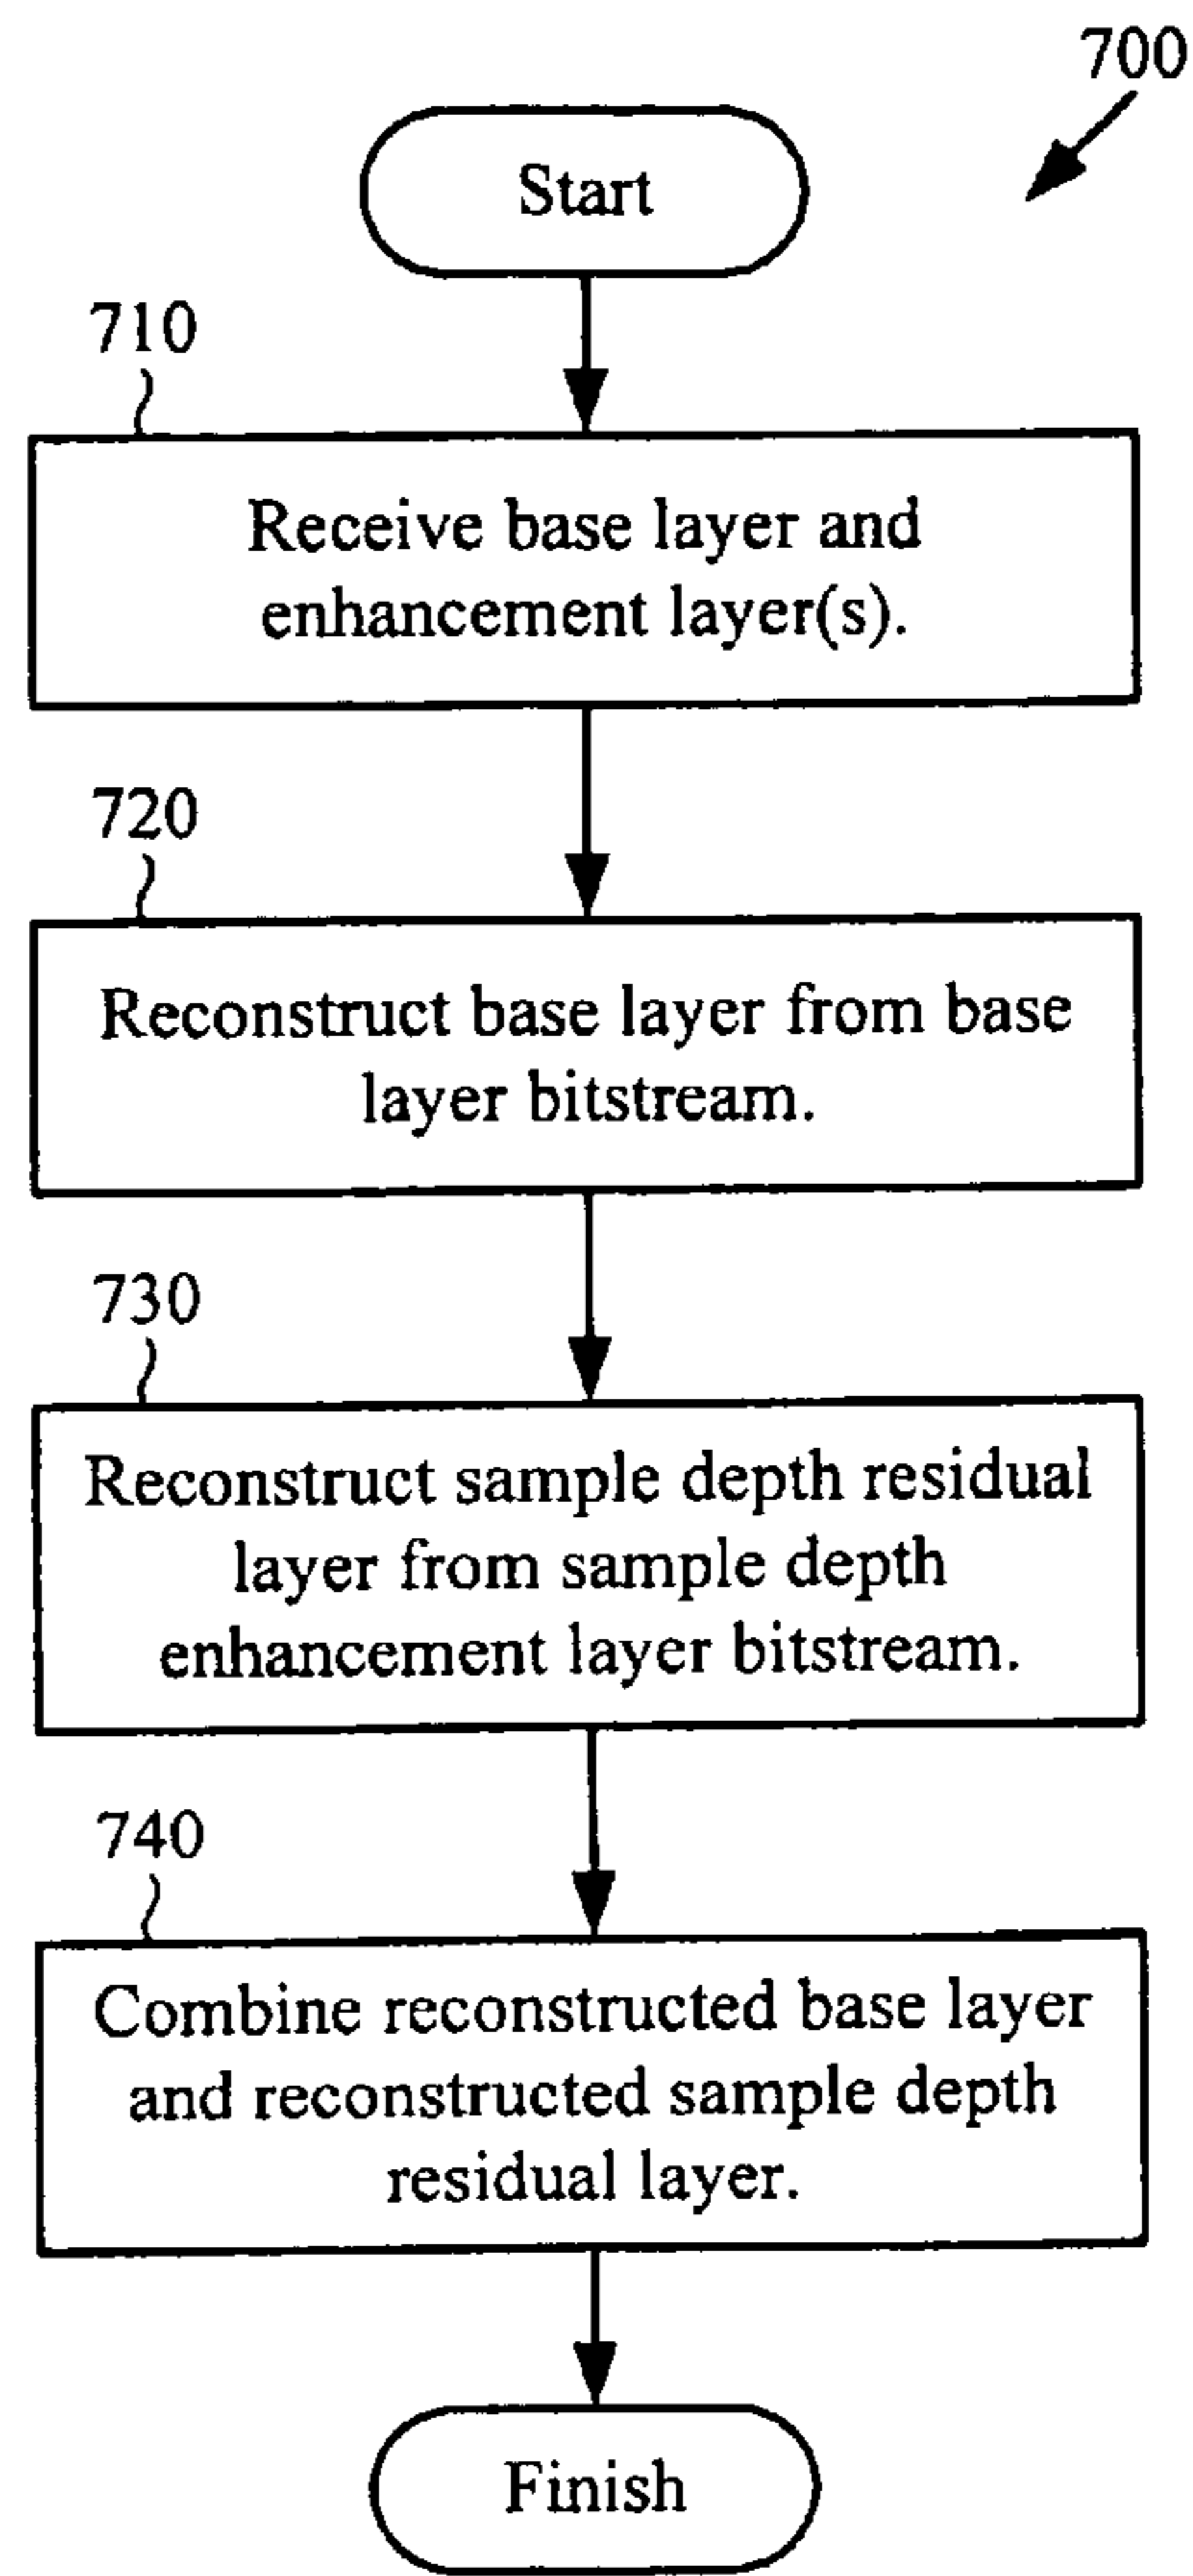 700
Start
710
Receive base layer and
enhancement layer(s).
720
Reconstruct base layer from base
layer bitstream.
730
Reconstruct sample depth residual
layer from sample depth
enhancement layer bitstream.
740
Combine reconstructed base layer
and reconstructed sample depth
residual layer.
Finish